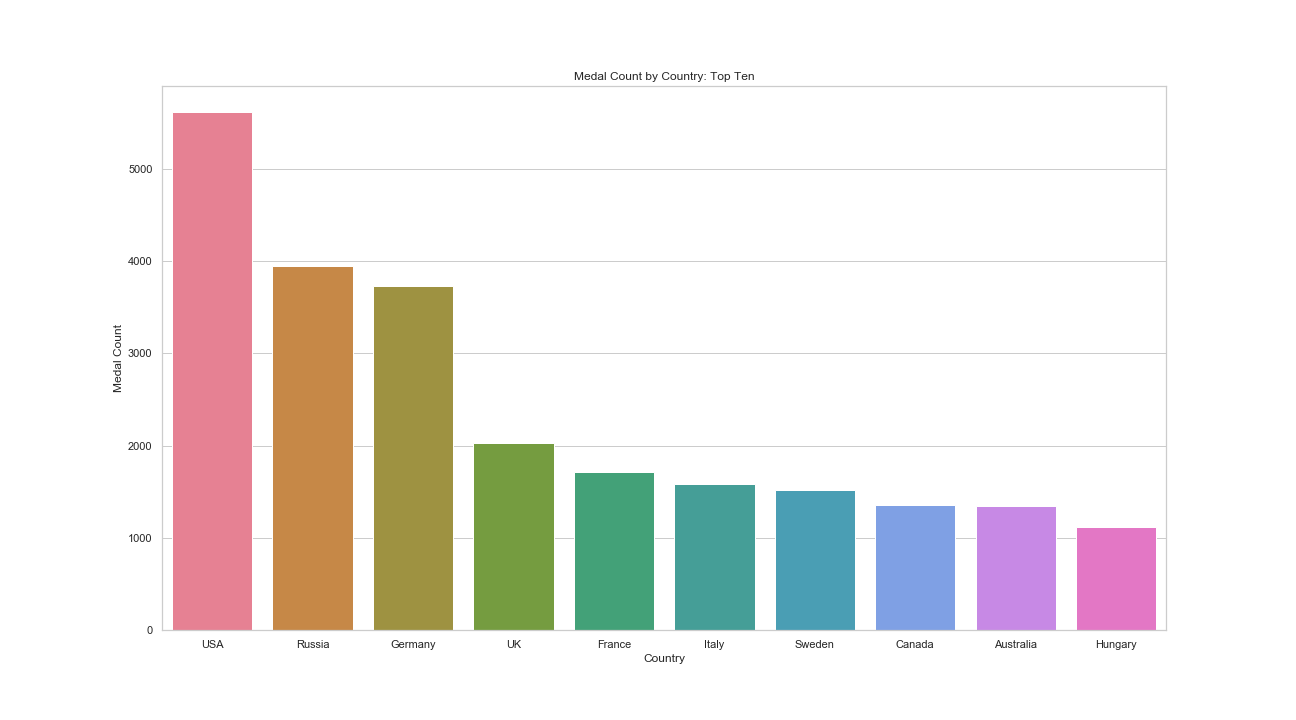 Medal Count by Country: Top Ten
Medal Count
5000
4000
3000
2000
1000
0
USA Russia Germany UK France Italy Sweden Canada Australia Hungary
Country